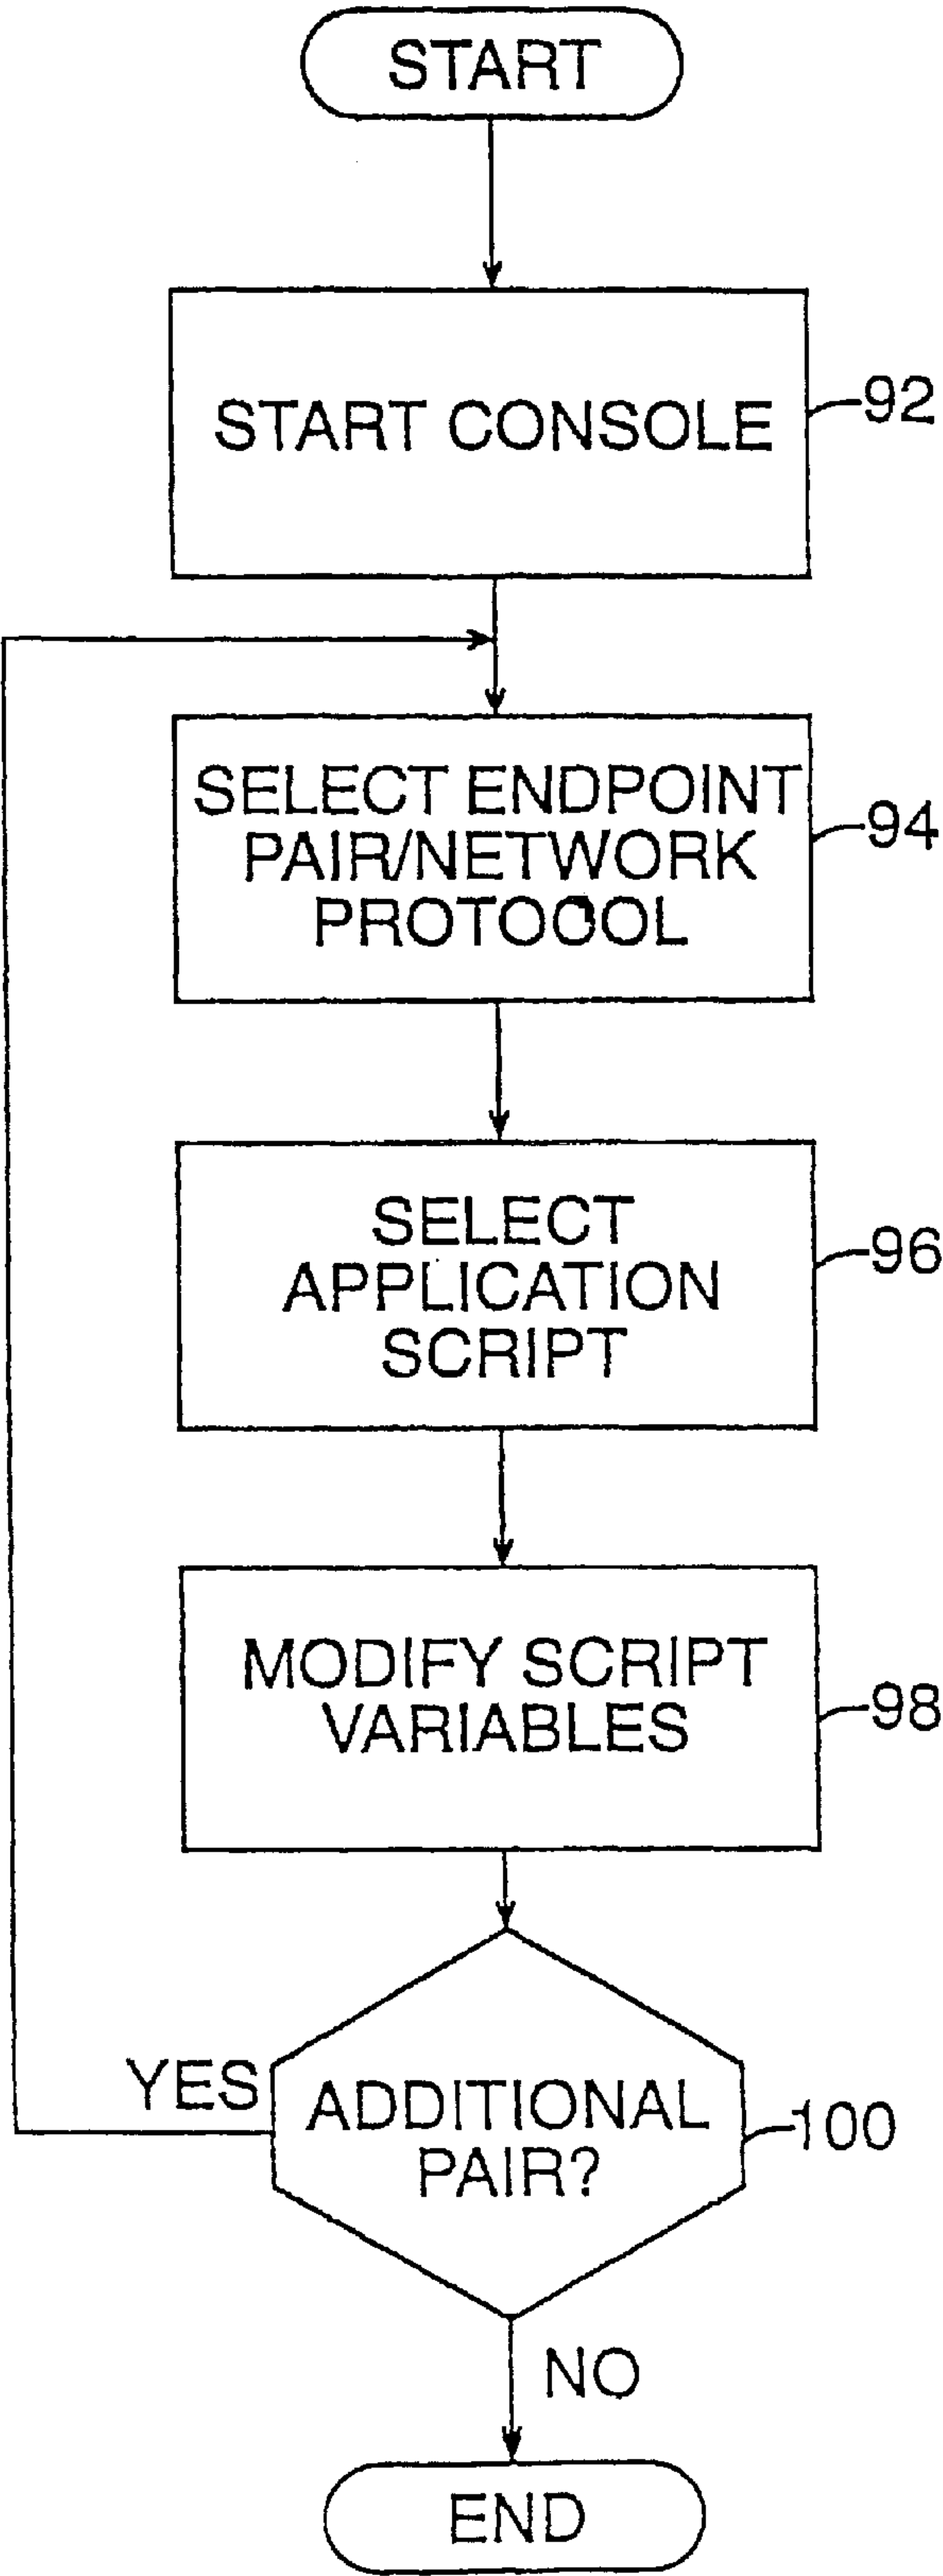 START
START CONSOLE
92
SELECT ENDPOINT
PAIR/NETWORK
PROTOCOL
94
SELECT
APPLICATION
SCRIPT
96
MODIFY SCRIPT
VARIABLES
98
YES
ADDITIONAL
PAIR?
100
NO
END